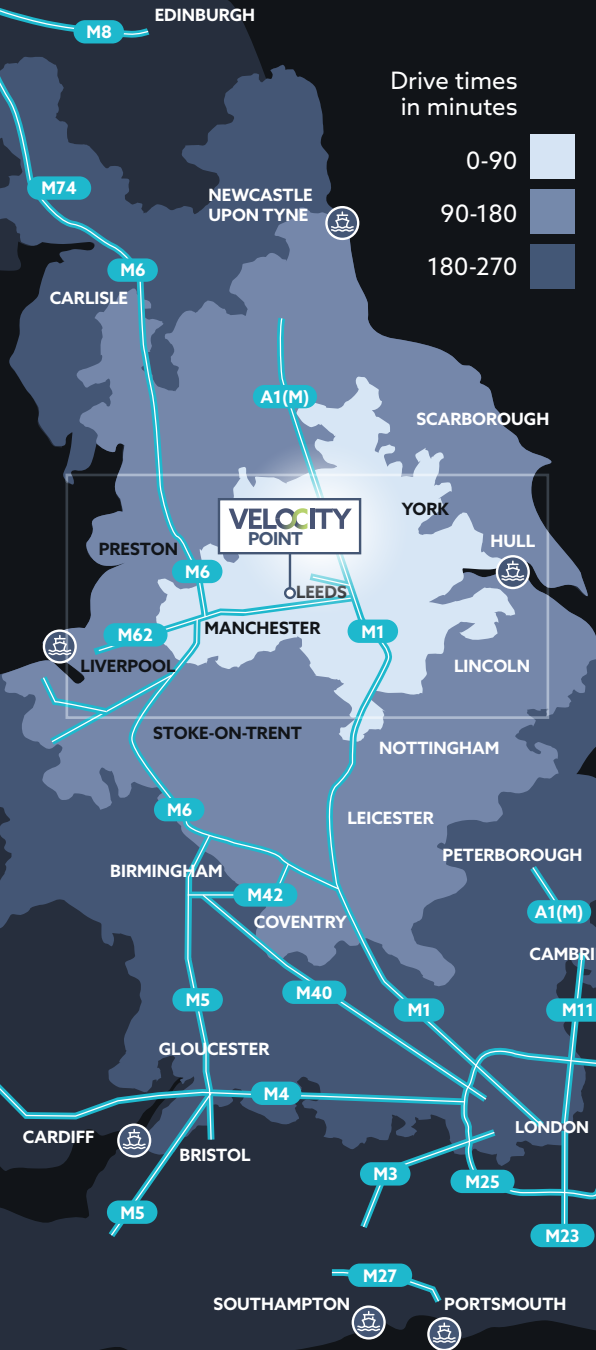 EDINBURGH
M8
Drive times
in minutes
0-90
90-180
180-270
M74
NEWCASTLE
UPON TYNE
M6
CARLISLE
A1(M)
SCARBOROUGH
YORK
VELOCITY
POINT
HULL
PRESTON
M6
LEEDS
MANCHESTER
M62
M1
LIVERPOOL
LINCOLN
STOKE-ON-TRENT
NOTTINGHAM
M6
LEICESTER
PETERBOROUGH
BIRMINGHAM
M42
A1(M)
COVENTRY
CAMBRI
M40
M5
M1
M11
GLOUCESTER
M4
LONDON
CARDIFF
BRISTOL
M3
M25
M5
M23
M27
SOUTHAMPTON
PORTSMOUTH